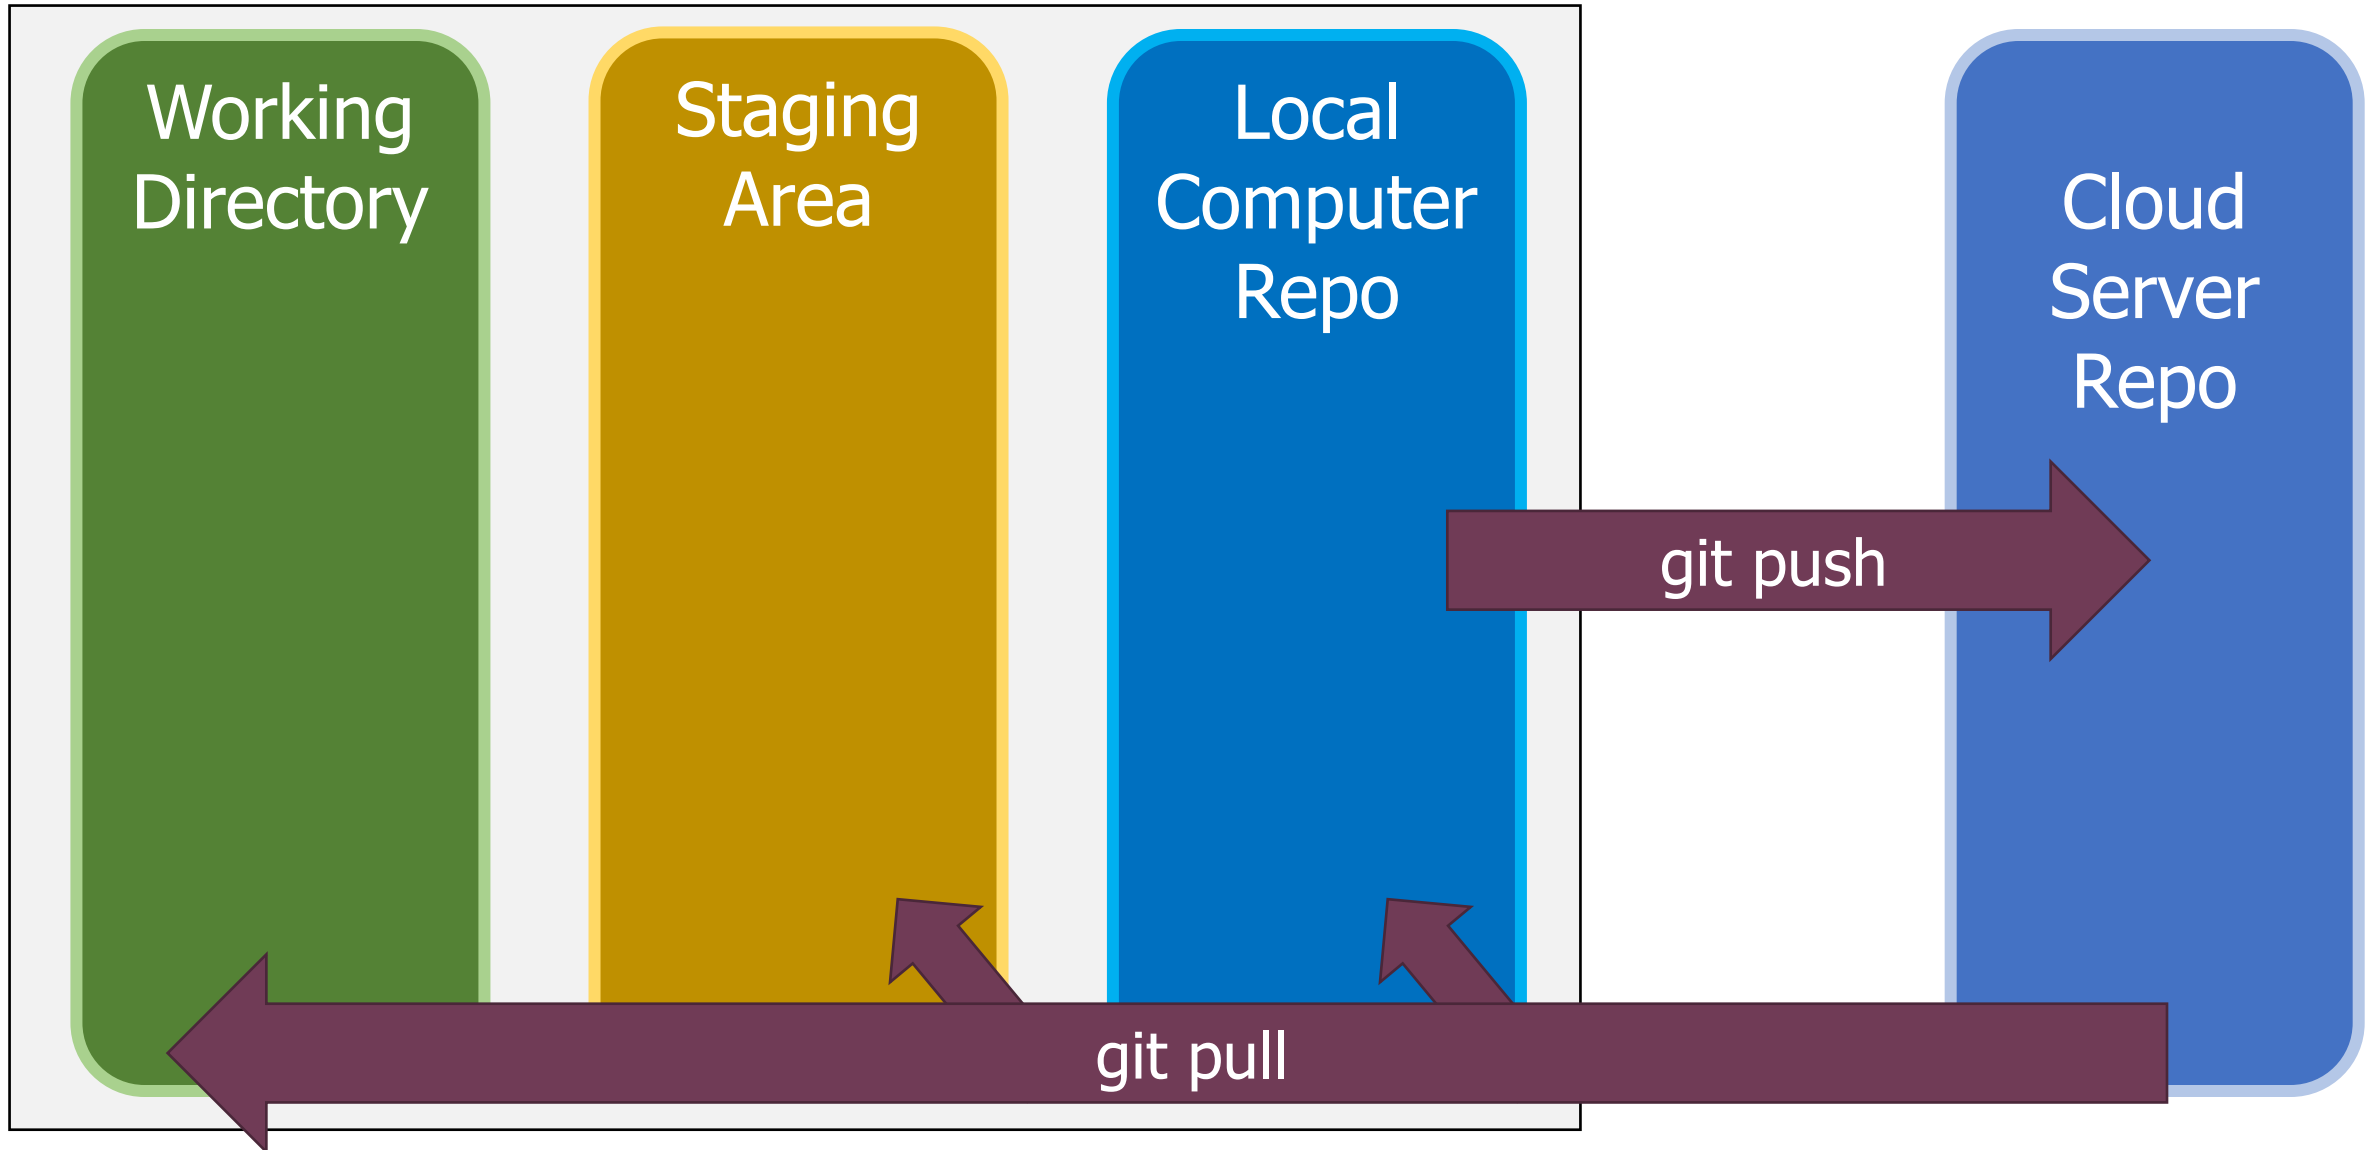 Working
Directory
Staging
Area
Local
Computer
Repo
Cloud
Server
Repo
git push
git pull